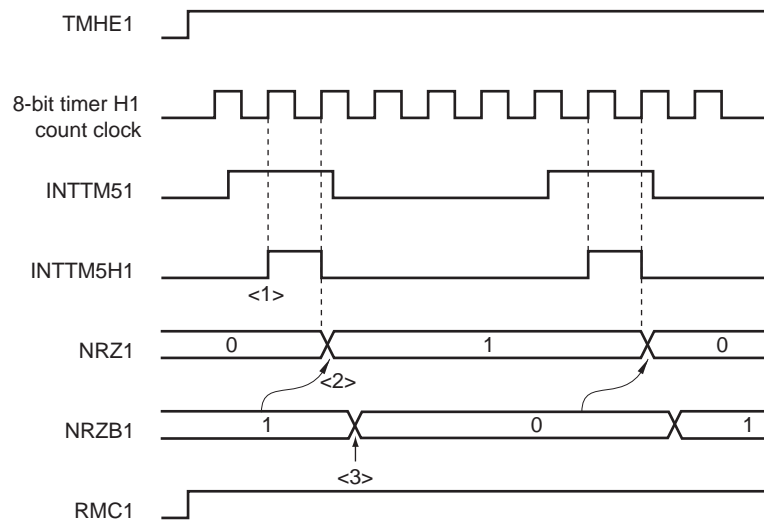 TMHE1
8-bit timer H1
count clock
INTTM51
INTTM5H1
<1>
NRZ1
0
1
0
<2>
NRZB1
1
0
1
<3>
RMC1